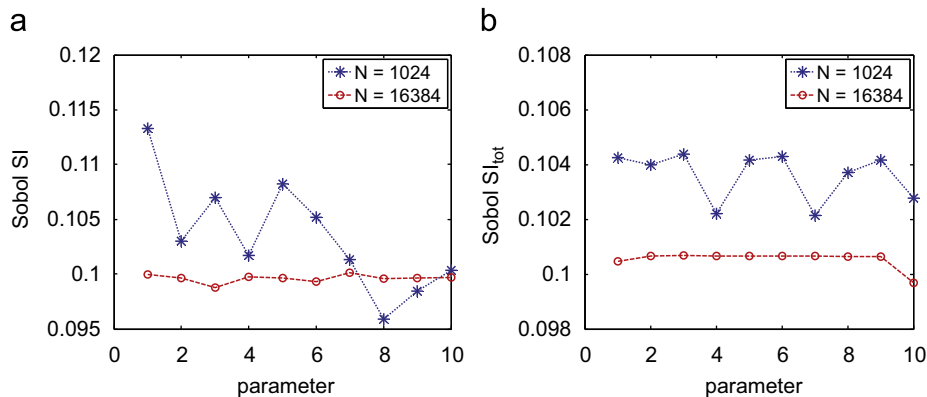 a
b
0.12
0.115
0.11
0.105
0.1
0.095
Sobol SI
N = 1024
N = 16384
0 2 4 6 8 10
parameter
0.108
0.106
0.104
0.102
0.1
0.098
Sobol SItot
N = 1024
N = 16384
0 2 4 6 8 10
parameter